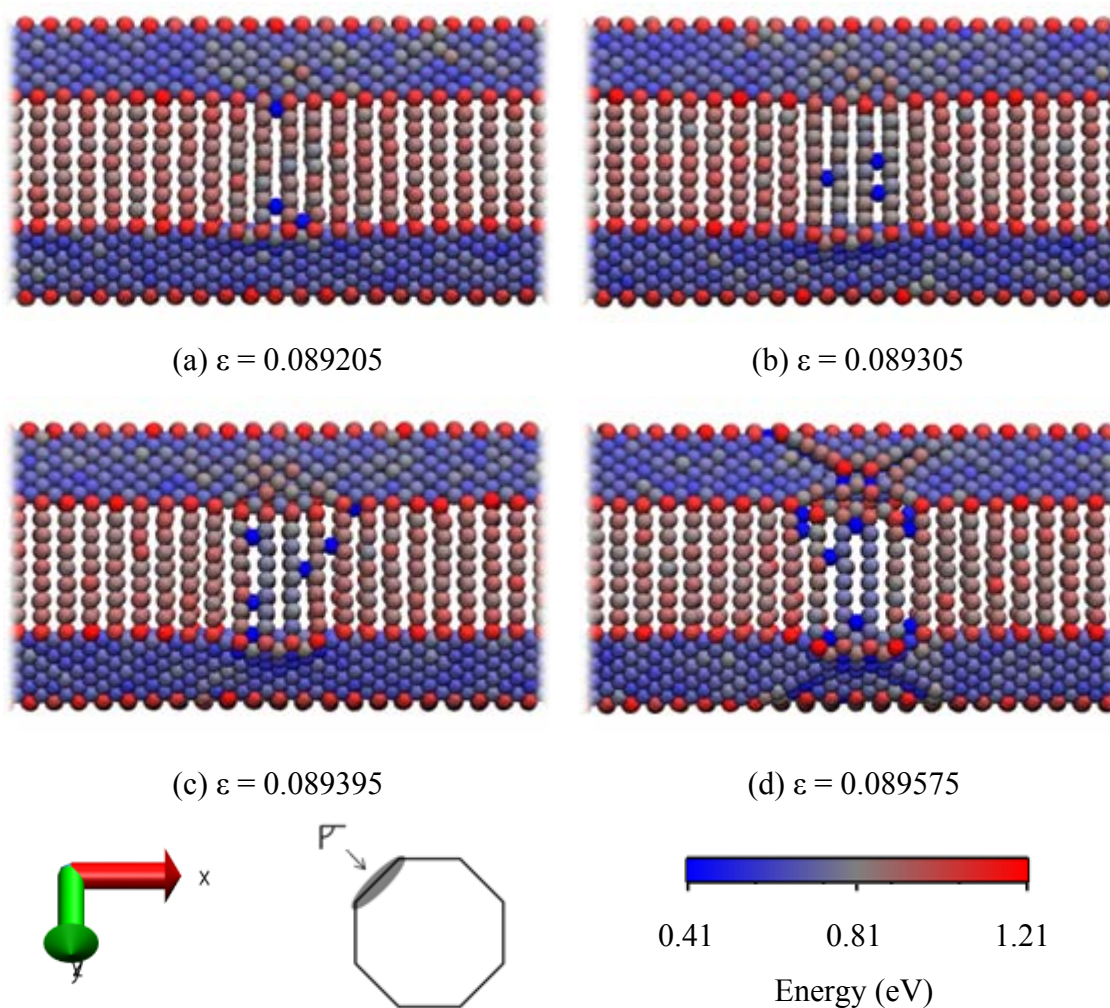 (a) ε = 0.089205
(b) ε = 0.089305
(c) ε = 0.089395
(d) ε = 0.089575
x
y
0.41 0.81 1.21
Energy (eV)